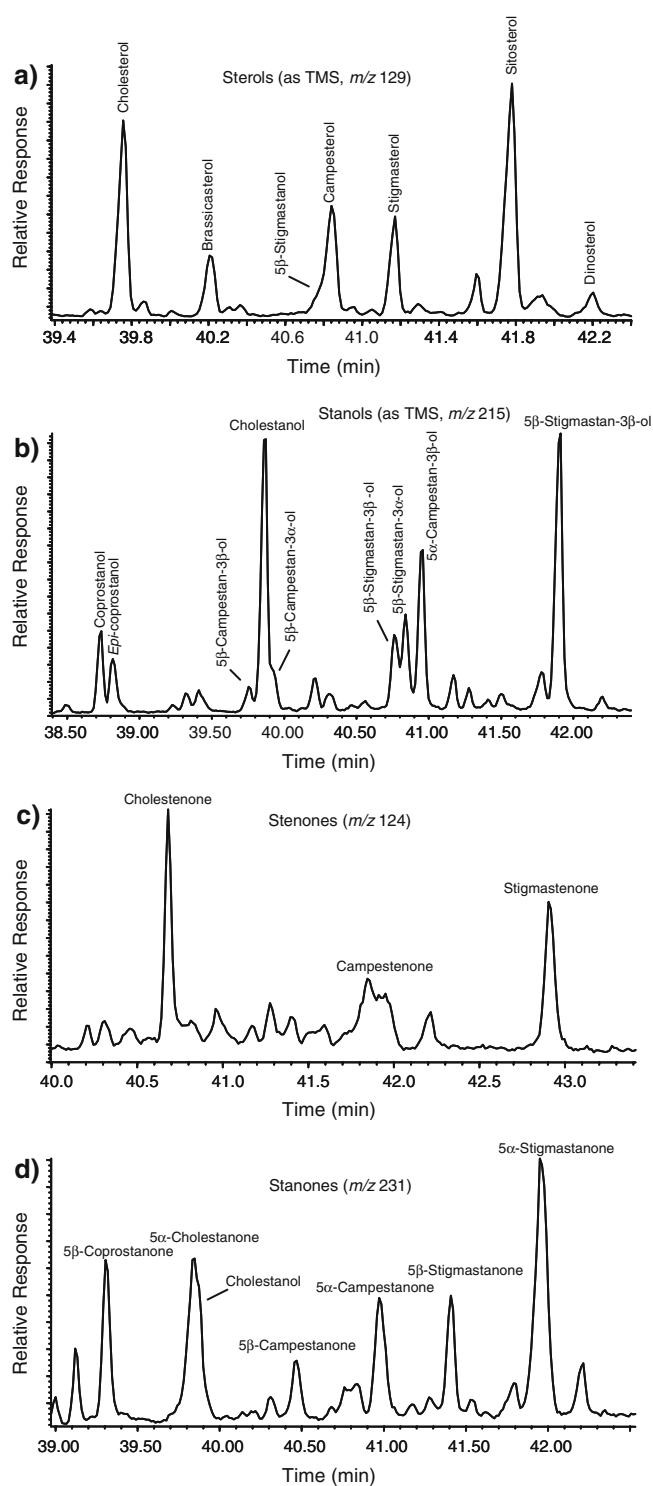 a)
Sterols (as TMS, m/z 129)
Relative Response
Cholesterol
Brassicasterol
5β-Stigmastanol
Campesterol
Stigmasterol
Sitosterol
Dinosterol
39.4 39.8 40.2 40.6 41.0 41.4 41.8 42.2
Time (min)
b)
Stanols (as TMS, m/z 215)
Relative Response
Coprostanol
Epi-coprostanol
5β-Campestan-3β-ol
Cholestanol
5β-Campestan-3α-ol
5β-Stigmastan-3β -ol
5β-Stigmastan-3α-ol
5α-Campestan-3β-ol
5β-Stigmastan-3β-ol
38.50 39.00 39.50 40.00 40.50 41.00 41.50 42.00
Time (min)
c)
Stenones (m/z 124)
Relative Response
Cholestenone
Campestenone
Stigmastenone
40.0 40.5 41.0 41.5 42.0 42.5 43.0
Time (min)
d)
Stanones (m/z 231)
Relative Response
5β-Coprostanone
5α-Cholestanone
Cholestanol
5β-Campestanone
5α-Campestanone
5β-Stigmastanone
5α-Stigmastanone
39.00 39.50 40.00 40.50 41.00 41.50 42.00
Time (min)